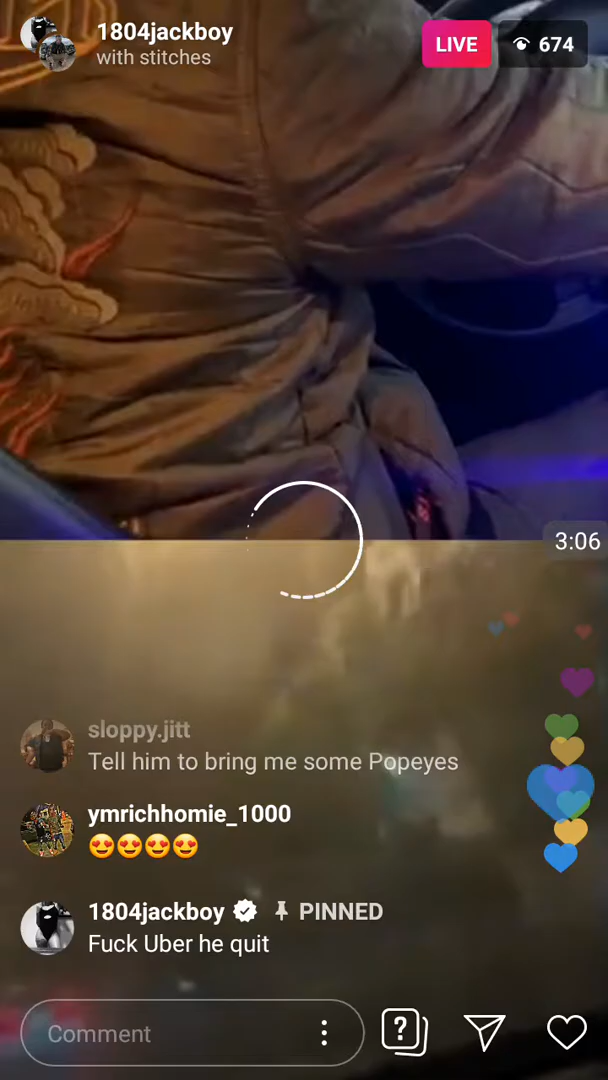 1804jackboy
with stitches
LIVE
674
3:06
sloppy.jitt
Tell him to bring me some Popeyes
ymrichhomie_1000
😍😍😍😍
1804jackboy PINNED
Fuck Uber he quit
Comment